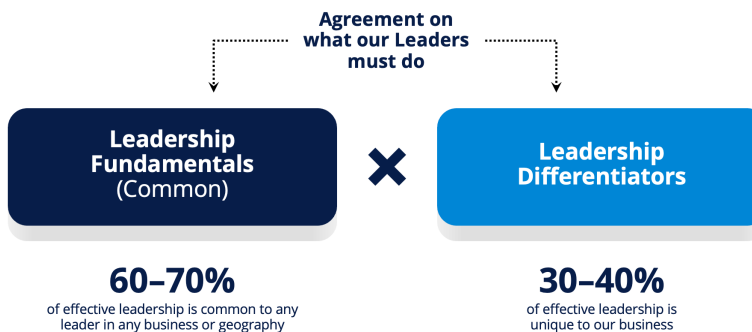 Agreement on
what our Leaders
must do
Leadership
Fundamentals
(Common)
Leadership
Differentiators
60–70%
of effective leadership is common to any
leader in any business or geography
30–40%
of effective leadership is
unique to our business